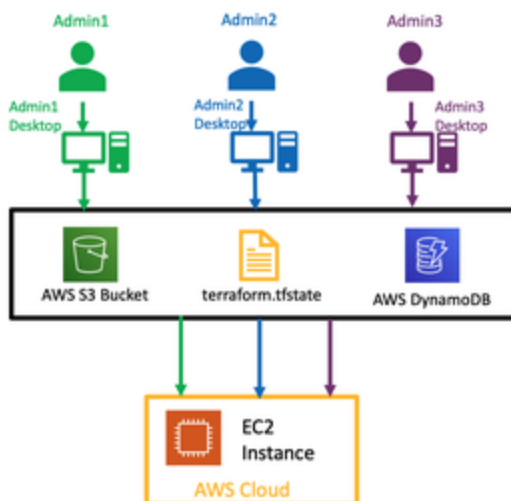 Admin1
Admin2
Admin3
Admin1
Desktop
Admin2
Desktop
Admin3
Desktop
AWS S3 Bucket
terraform.tfstate
AWS DynamoDB
EC2
Instance
AWS Cloud